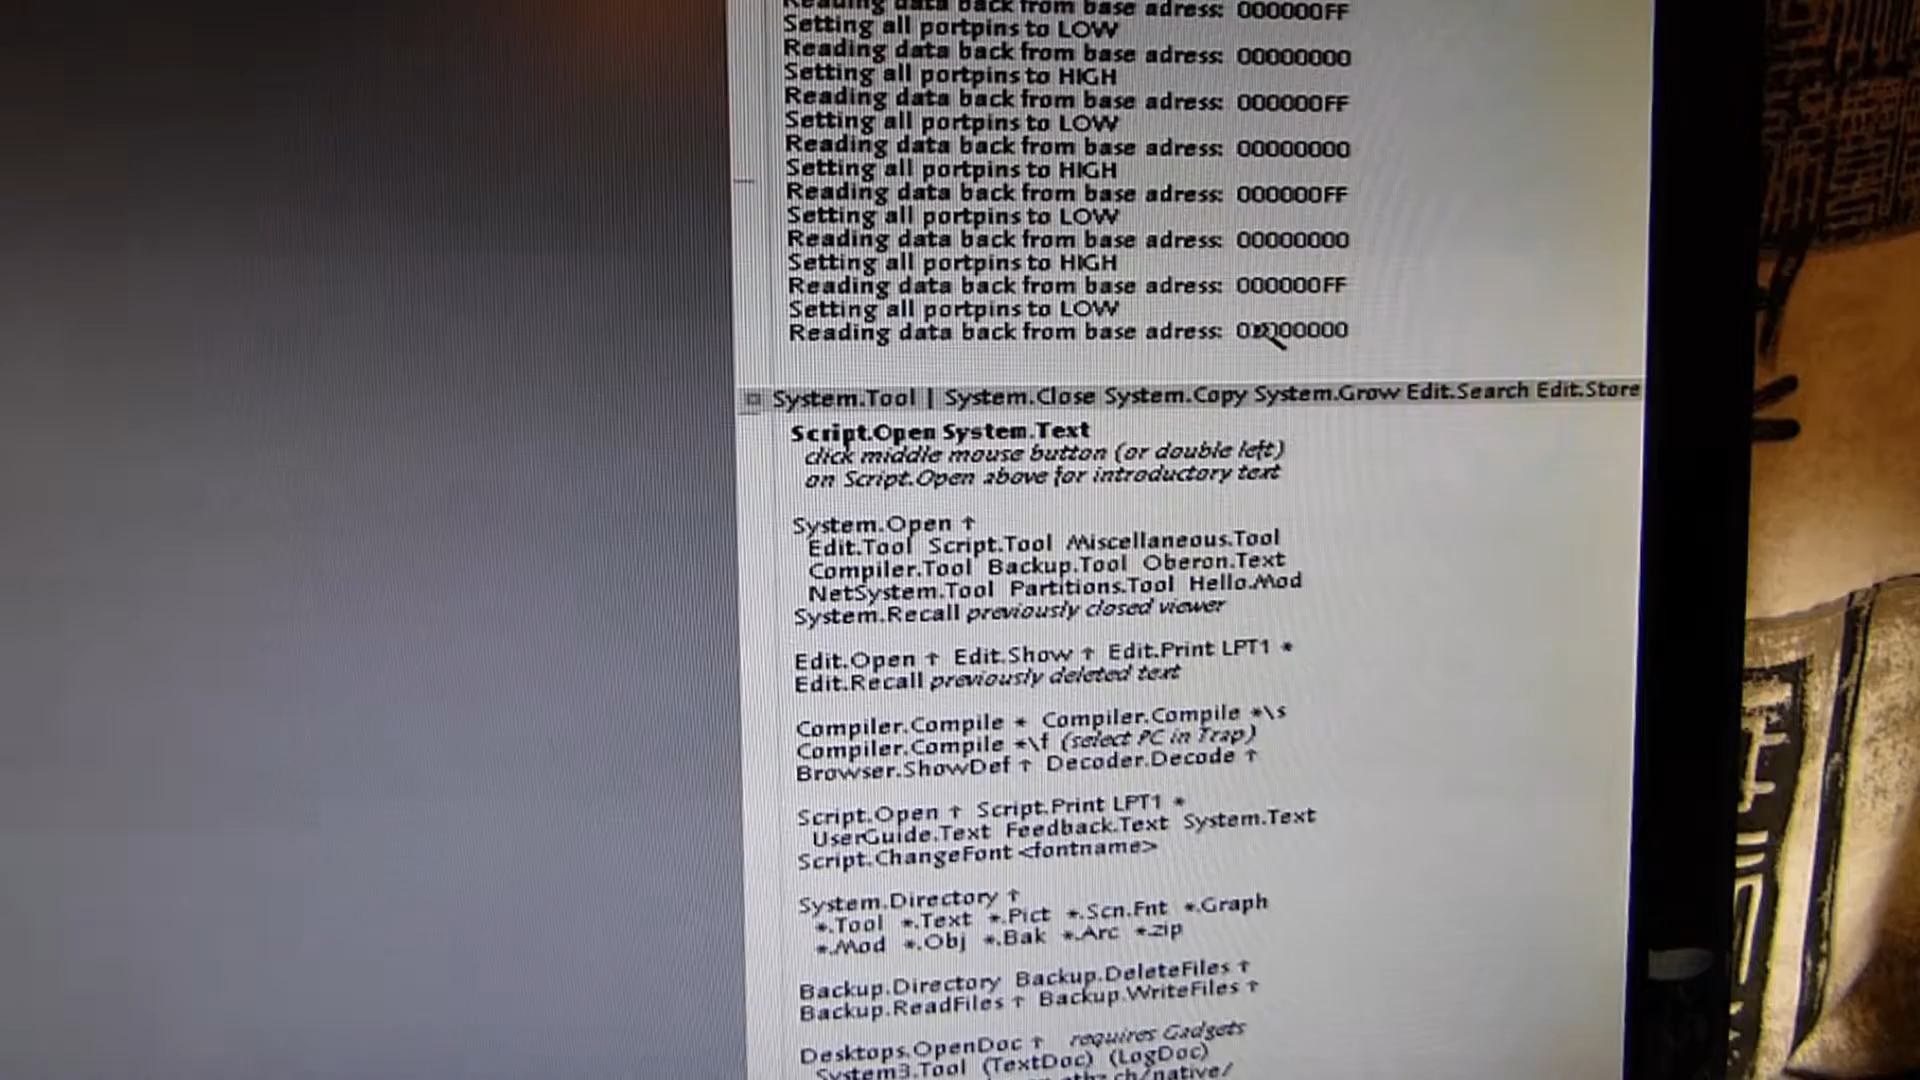 Reading data back from base adress: 000000FF
Setting all portpins to LOW
Reading data back from base adress: 00000000
Setting all portpins to HIGH
Reading data back from base adress: 000000FF
Setting all portpins to LOW
Reading data back from base adress: 00000000
Setting all portpins to HIGH
Reading data back from base adress: 000000FF
Setting all portpins to LOW
Reading data back from base adress: 00000000
Setting all portpins to HIGH
Reading data back from base adress: 000000FF
Setting all portpins to LOW
Reading data back from base adress:
System.Tool | System.Close System.Copy System.Grow Edit.Search Edit.Store
Script.Open System.Text
click middle mouse button (or double left)
on Script.Open above for introductory text
System.Open ↑
Edit.Tool Script.Tool Miscellaneous.Tool
Compiler.Tool Backup.Tool Oberon.Text
NetSystem.Tool Partitions.Tool Hello.Mod
System.Recall previously closed viewer
Edit.Open ↑ Edit.Show ↑ Edit.Print LPT1 *
Edit.Recall previously deleted text
Compiler.Compile * Compiler.Compile *\s
Compiler.Compile *\f (select PC in Trap)
Browser.ShowDef ↑ Decoder.Decode ↑
Script.Open ↑ Script.Print LPT1 *
UserGuide.Text Feedback.Text System.Text
Script.ChangeFont <fontname>
System.Directory ↑
*.Tool *.Text *.Pict *.Scn.Fnt *.Graph
*.Mod *.Obj *.Bak *.Arc *.zip
Backup.Directory Backup.DeleteFiles ↑
Backup.ReadFiles ↑ Backup.WriteFiles ↑
Desktops.OpenDoc ↑ requires Gadgets
System3.Tool (TextDoc) (LogDoc)
ch/native/